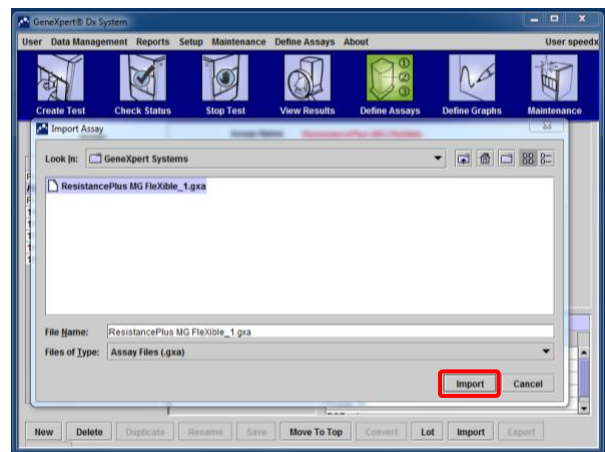 GeneXpert® Dx System
User Data Management Reports Setup Maintenance Define Assays About User speedx
Create Test Check Status Stop Test View Results Define Assays Define Graphs Maintenance
Import Assay
Look In: GeneXpert Systems
ResistancePlus MG FleXible_1.gxa
File Name: ResistancePlus MG FleXible_1.gxa
Files of Type: Assay Files (.gxa)
Import Cancel
New Delete Duplicate Rename Save Move To Top Convert Lot Import Export